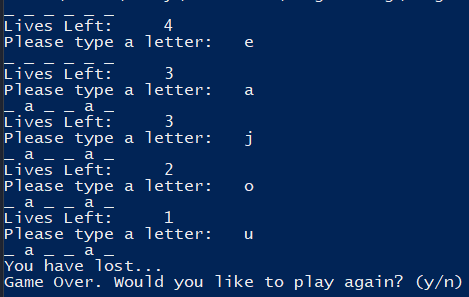 _ _ _ _ _ _
Lives Left:     4
Please type a letter:   e
_ _ _ _ _ _
Lives Left:     3
Please type a letter:   a
_ a _ _ a _
Lives Left:     3
Please type a letter:   j
_ a _ _ a _
Lives Left:     2
Please type a letter:   o
_ a _ _ a _
Lives Left:     1
Please type a letter:   u
_ a _ _ a _
You have lost...
Game Over. Would you like to play again? (y/n)